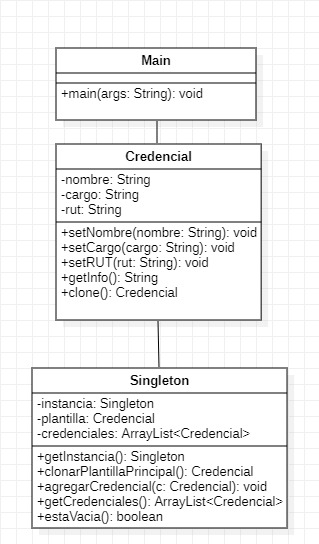 Main
+main(args: String): void
Credencial
-nombre: String
-cargo: String
-rut: String
+setNombre(nombre: String): void
+setCargo(cargo: String): void
+setRUT(rut: String): void
+getInfo(): String
+clone(): Credencial
Singleton
-instancia: Singleton
-plantilla: Credencial
-credenciales: ArrayList<Credencial>
+getInstancia(): Singleton
+clonarPlantillaPrincipal(): Credencial
+agregarCredencial(c: Credencial): void
+getCredenciales(): ArrayList<Credencial>
+estaVacia(): boolean